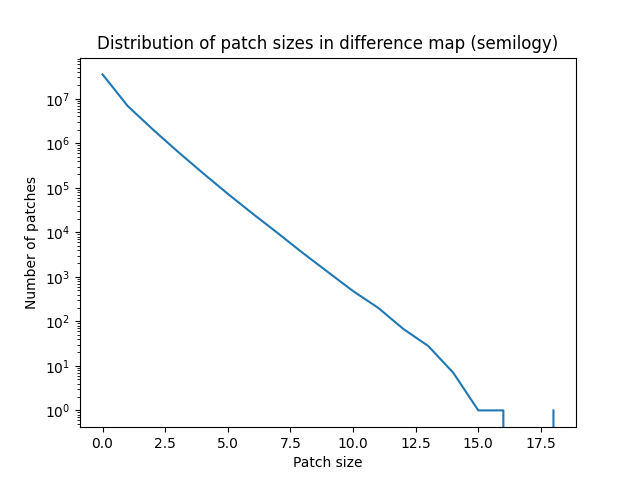 Distribution of patch sizes in difference map (semilogy)
Number of patches
10^7
10^6
10^5
10^4
10^3
10^2
10^1
10^0
0.0 2.5 5.0 7.5 10.0 12.5 15.0 17.5
Patch size